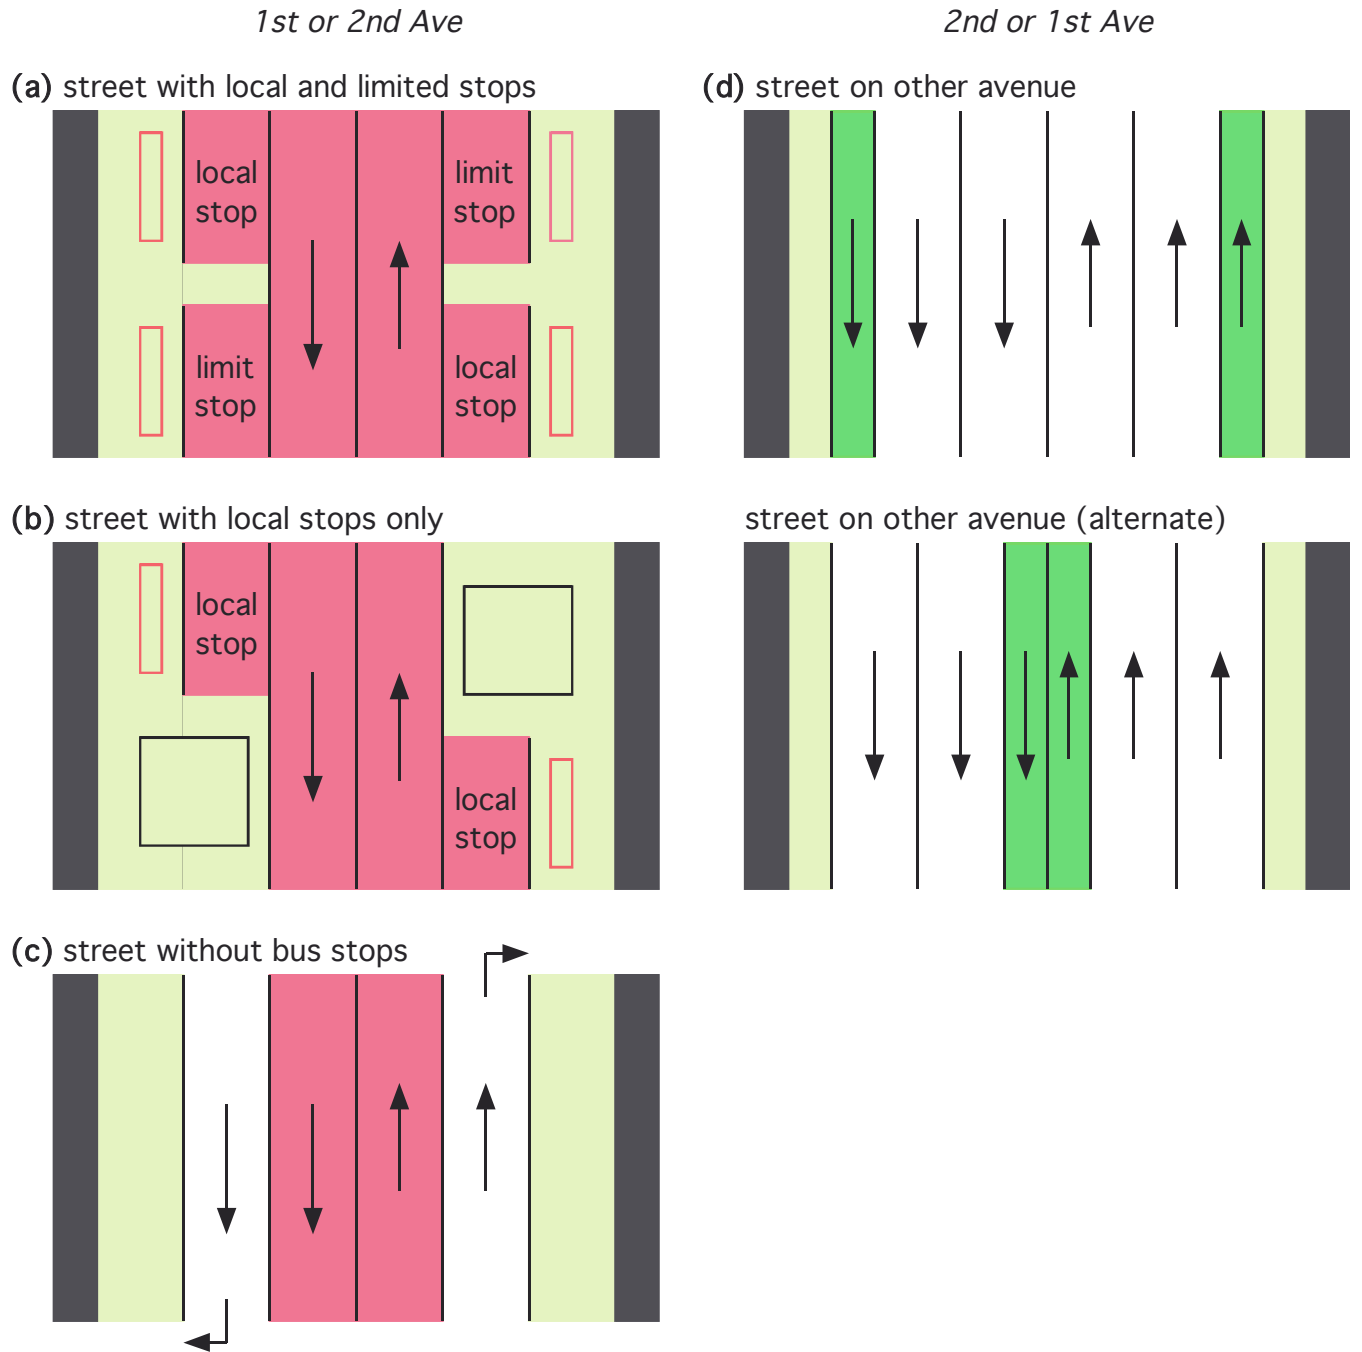 1st or 2nd Ave
2nd or 1st Ave
(a) street with local and limited stops
local
stop
limit
stop
limit
stop
local
stop
(d) street on other avenue
(b) street with local stops only
local
stop
local
stop
street on other avenue (alternate)
(c) street without bus stops